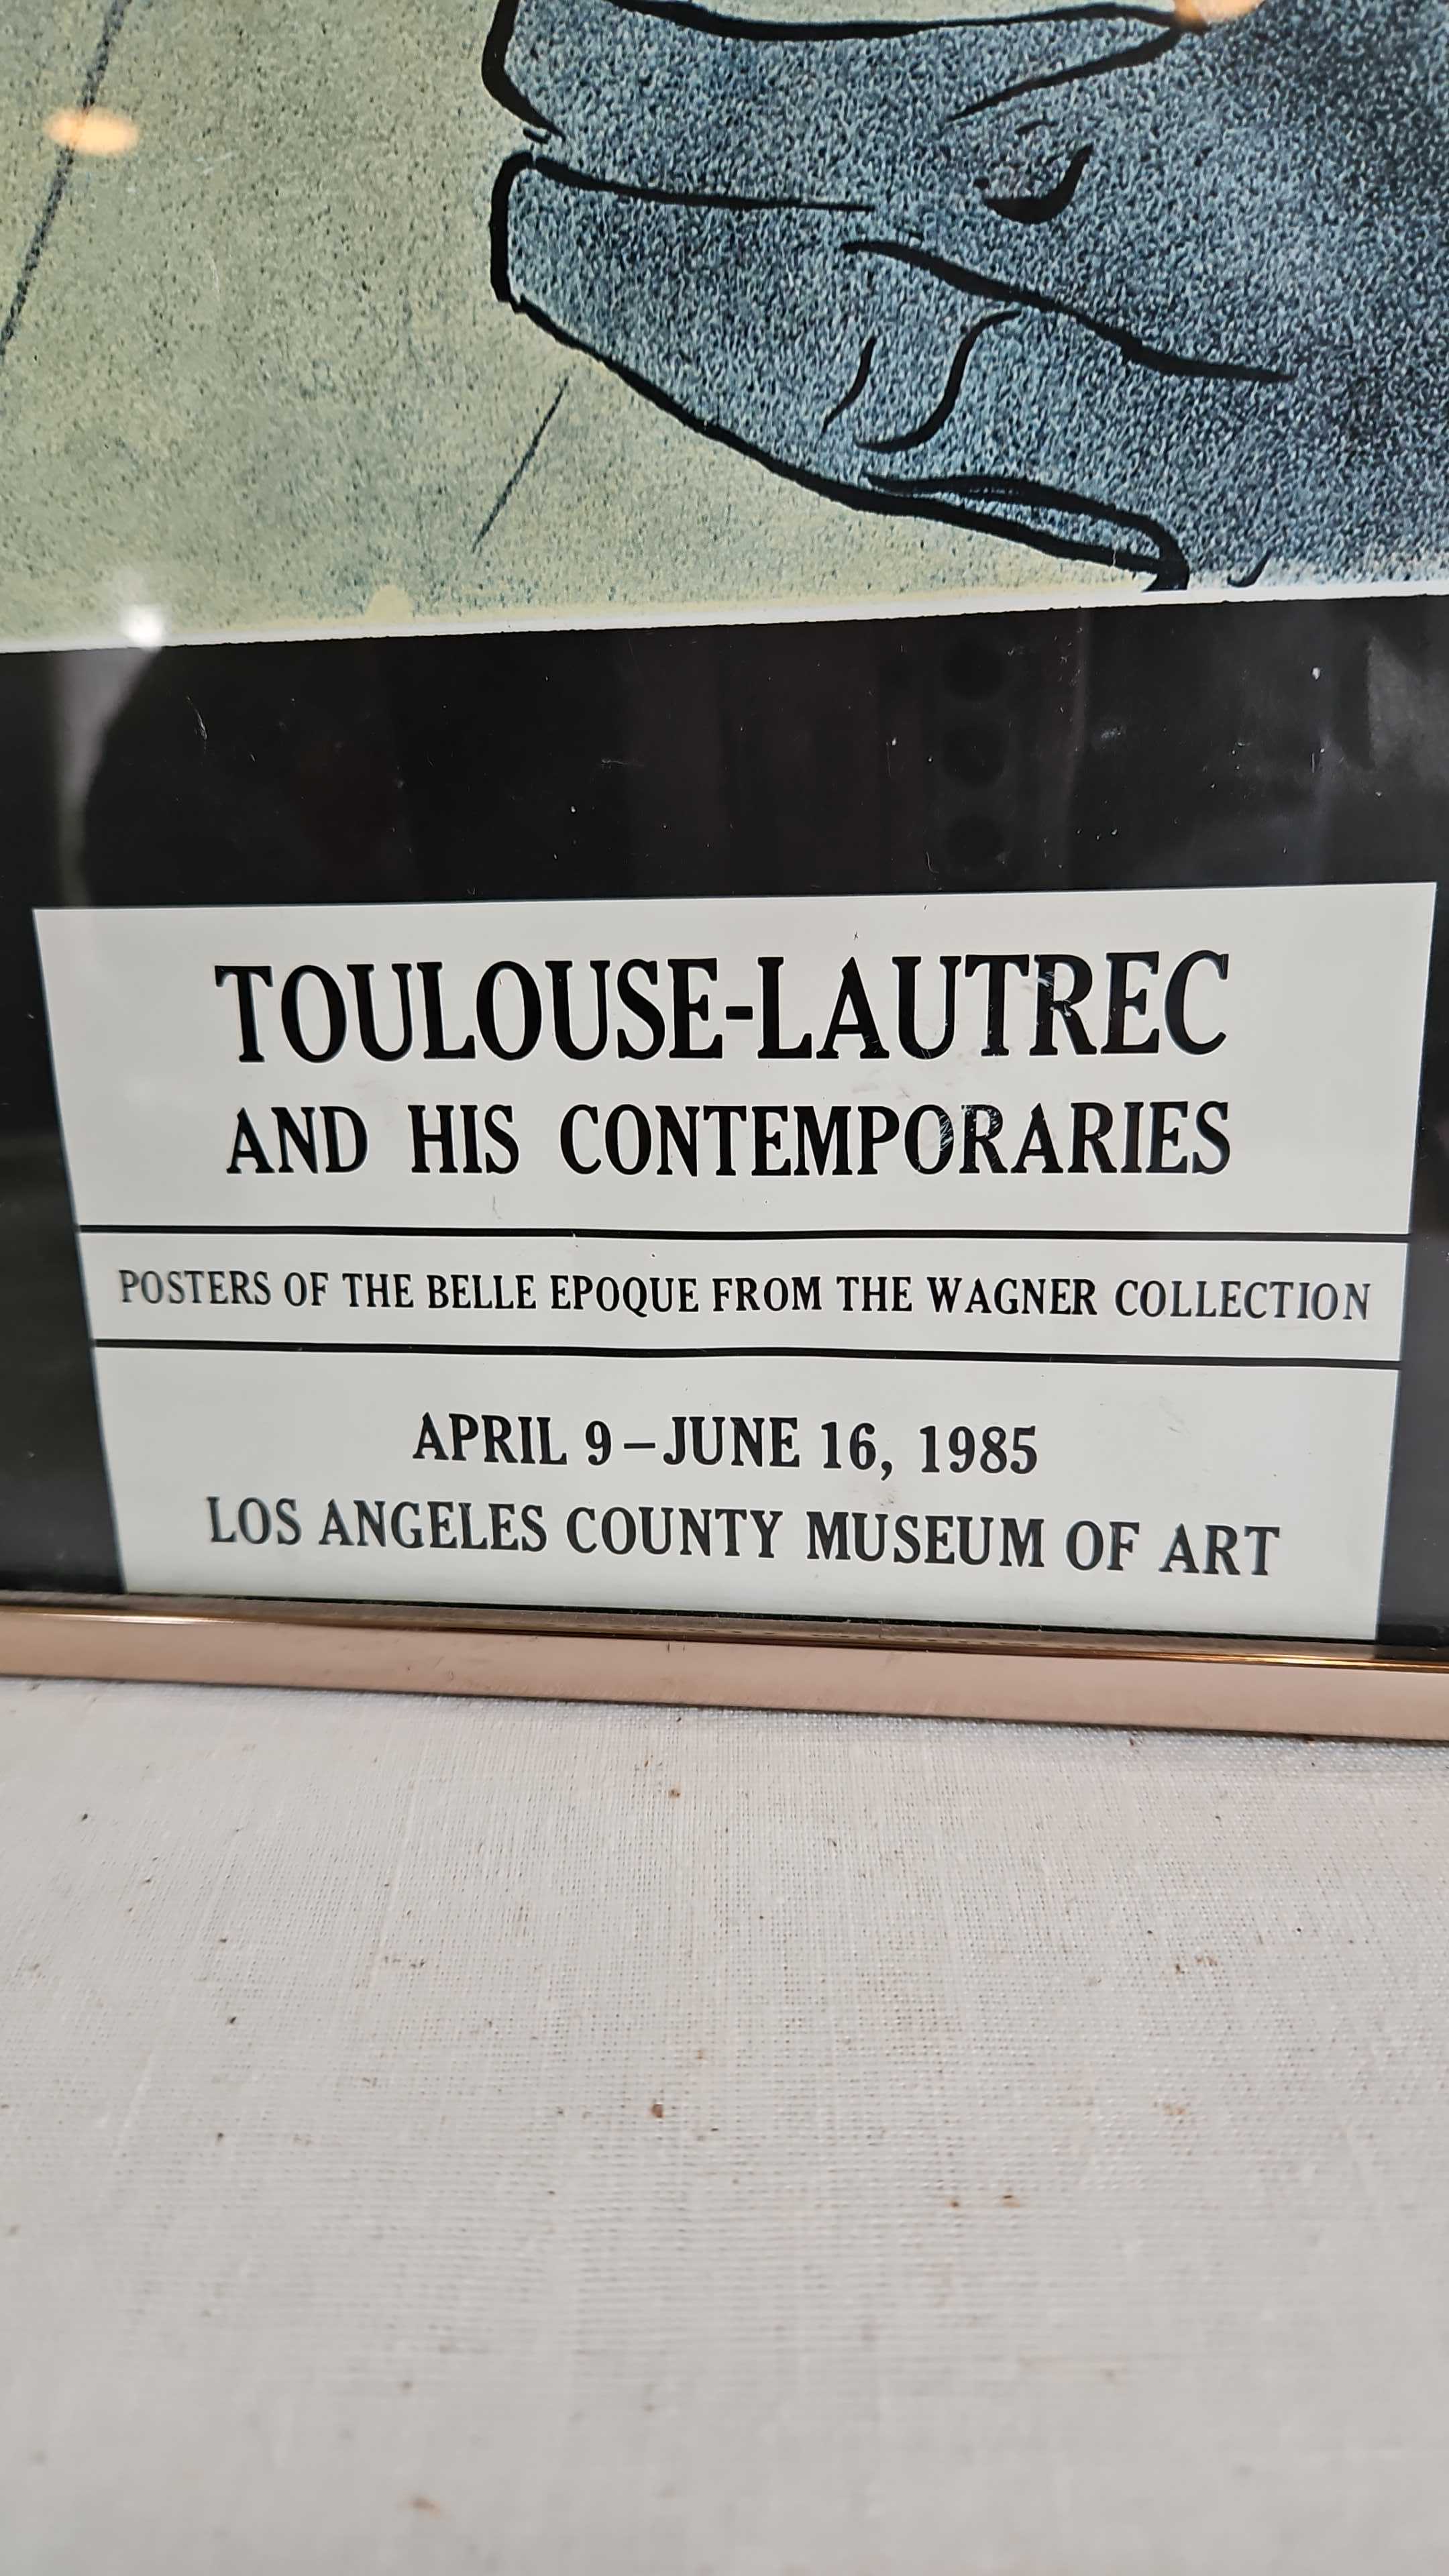 TOULOUSE-LAUTREC
AND HIS CONTEMPORARIES
POSTERS OF THE BELLE EPOQUE FROM THE WAGNER COLLECTION
APRIL 9–JUNE 16, 1985
LOS ANGELES COUNTY MUSEUM OF ART